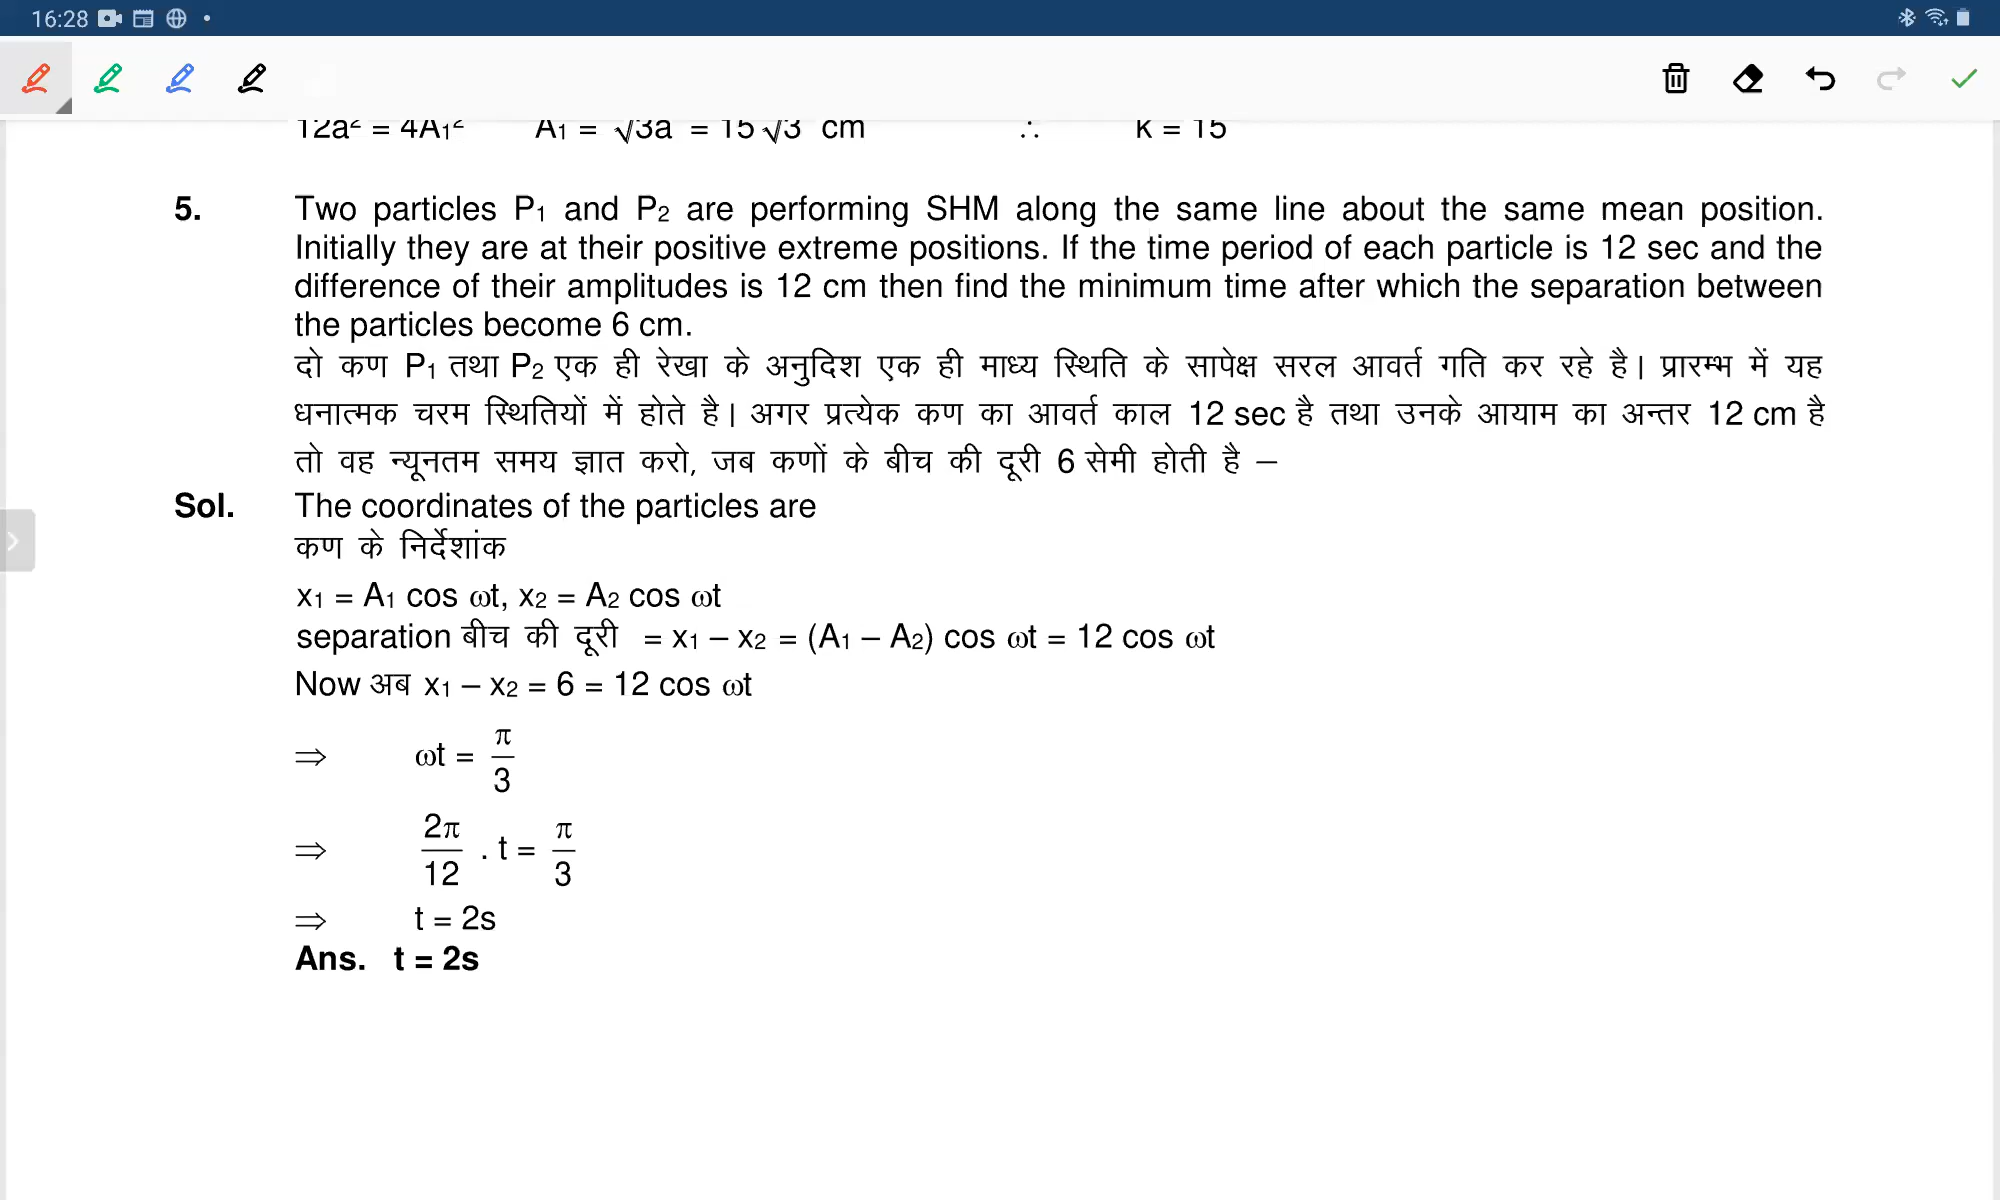 16:28
12a² = 4A₁² A₁ = √3a = 15√3 cm ∴ K = 15
5. Two particles P₁ and P₂ are performing SHM along the same line about the same mean position.
Initially they are at their positive extreme positions. If the time period of each particle is 12 sec and the
difference of their amplitudes is 12 cm then find the minimum time after which the separation between
the particles become 6 cm.
दो कण P₁ तथा P₂ एक ही रेखा के अनुदिश एक ही माध्य स्थिति के सापेक्ष सरल आवर्त गति कर रहे है। प्रारम्भ में यह
धनात्मक चरम स्थितियों में होते है। अगर प्रत्येक कण का आवर्त काल 12 sec है तथा उनके आयाम का अन्तर 12 cm है
तो वह न्यूनतम समय ज्ञात करो, जब कणों के बीच की दूरी 6 सेमी होती है –
Sol. The coordinates of the particles are
कण के निर्देशांक
x₁ = A₁ cos ωt, x₂ = A₂ cos ωt
separation बीच की दूरी = x₁ – x₂ = (A₁ – A₂) cos ωt = 12 cos ωt
Now अब x₁ – x₂ = 6 = 12 cos ωt
⇒ ωt = π/3
⇒ 2π/12 . t = π/3
⇒ t = 2s
Ans. t = 2s